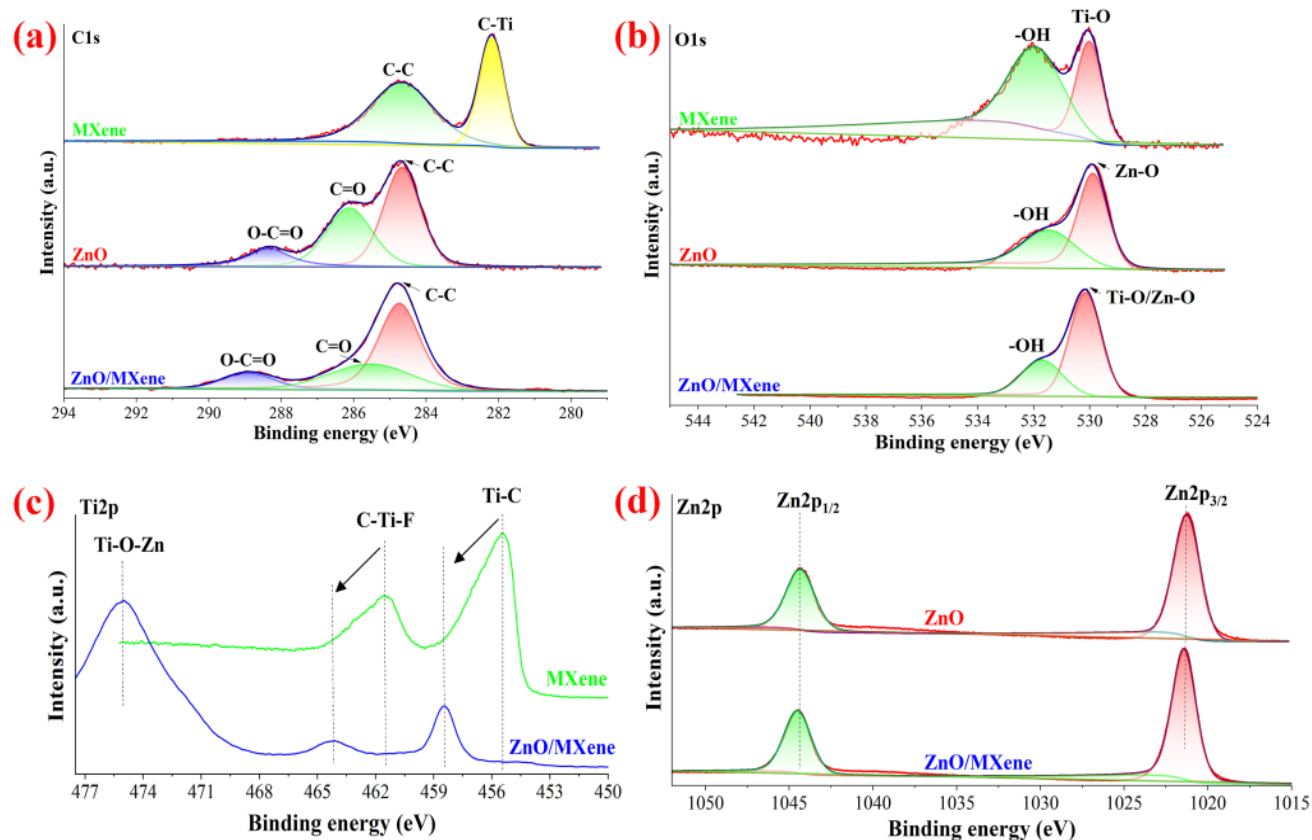 (a)
C1s
C-Ti
C-C
MXene
C-C
C=O
O-C=O
ZnO
C-C
C=O
O-C=O
ZnO/MXene
Intensity (a.u.)
294 292 290 288 286 284 282 280
Binding energy (eV)
(b)
O1s
Ti-O
-OH
MXene
Zn-O
-OH
ZnO
Ti-O/Zn-O
-OH
ZnO/MXene
Intensity (a.u.)
544 542 540 538 536 534 532 530 528 526 524
Binding energy (eV)
(c)
Ti2p
Ti-C
C-Ti-F
Ti-O-Zn
MXene
ZnO/MXene
Intensity (a.u.)
477 474 471 468 465 462 459 456 453 450
Binding energy (eV)
(d)
Zn2p
Zn2p1/2
Zn2p3/2
ZnO
ZnO/MXene
Intensity (a.u.)
1050 1045 1040 1035 1030 1025 1020 1015
Binding energy (eV)